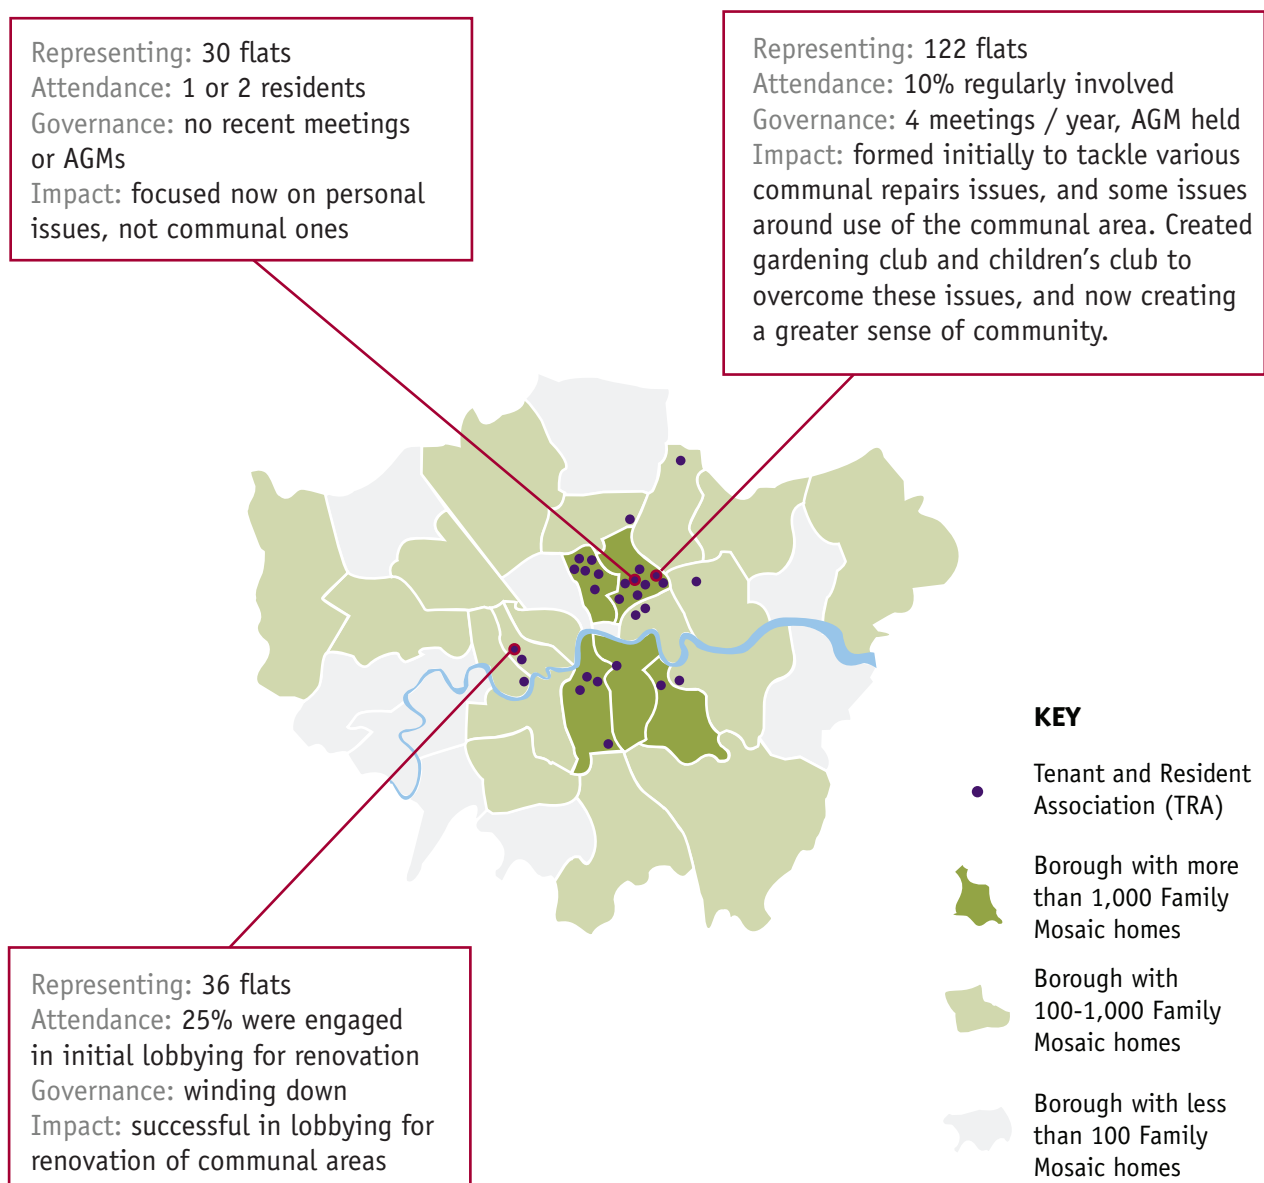 Representing: 30 flats
Attendance: 1 or 2 residents
Governance: no recent meetings
or AGMs
Impact: focused now on personal
issues, not communal ones
Representing: 122 flats
Attendance: 10% regularly involved
Governance: 4 meetings / year, AGM held
Impact: formed initially to tackle various
communal repairs issues, and some issues
around use of the communal area. Created
gardening club and children’s club to
overcome these issues, and now creating
a greater sense of community.
Representing: 36 flats
Attendance: 25% were engaged
in initial lobbying for renovation
Governance: winding down
Impact: successful in lobbying for
renovation of communal areas
KEY
Tenant and Resident
Association (TRA)
Borough with more
than 1,000 Family
Mosaic homes
Borough with
100-1,000 Family
Mosaic homes
Borough with less
than 100 Family
Mosaic homes